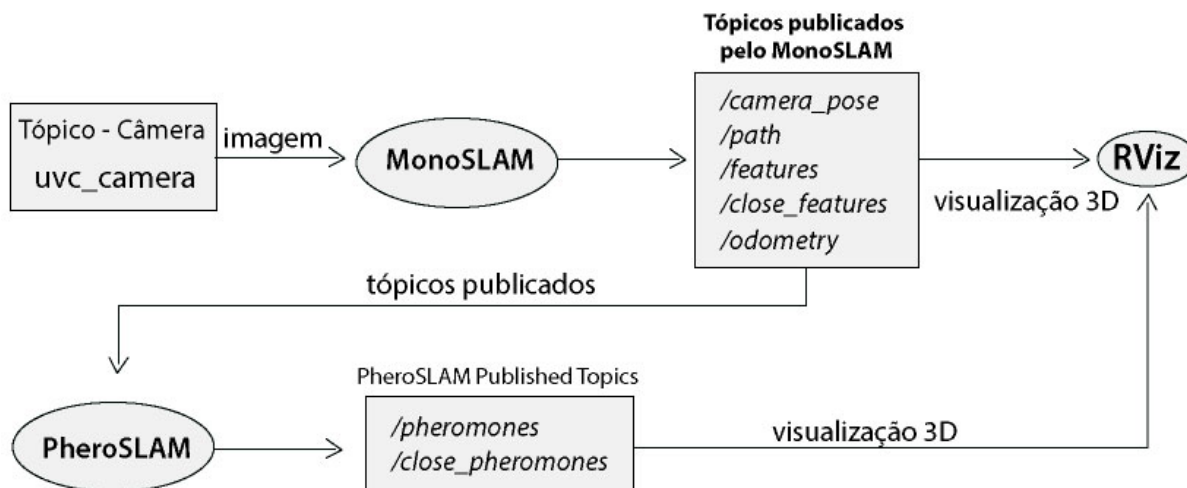 Tópicos publicados
pelo MonoSLAM
Tópico - Câmera
uvc_camera
imagem
MonoSLAM
/camera_pose
/path
/features
/close_features
/odometry
RViz
visualização 3D
tópicos publicados
PheroSLAM
PheroSLAM Published Topics
/pheromones
/close_pheromones
visualização 3D